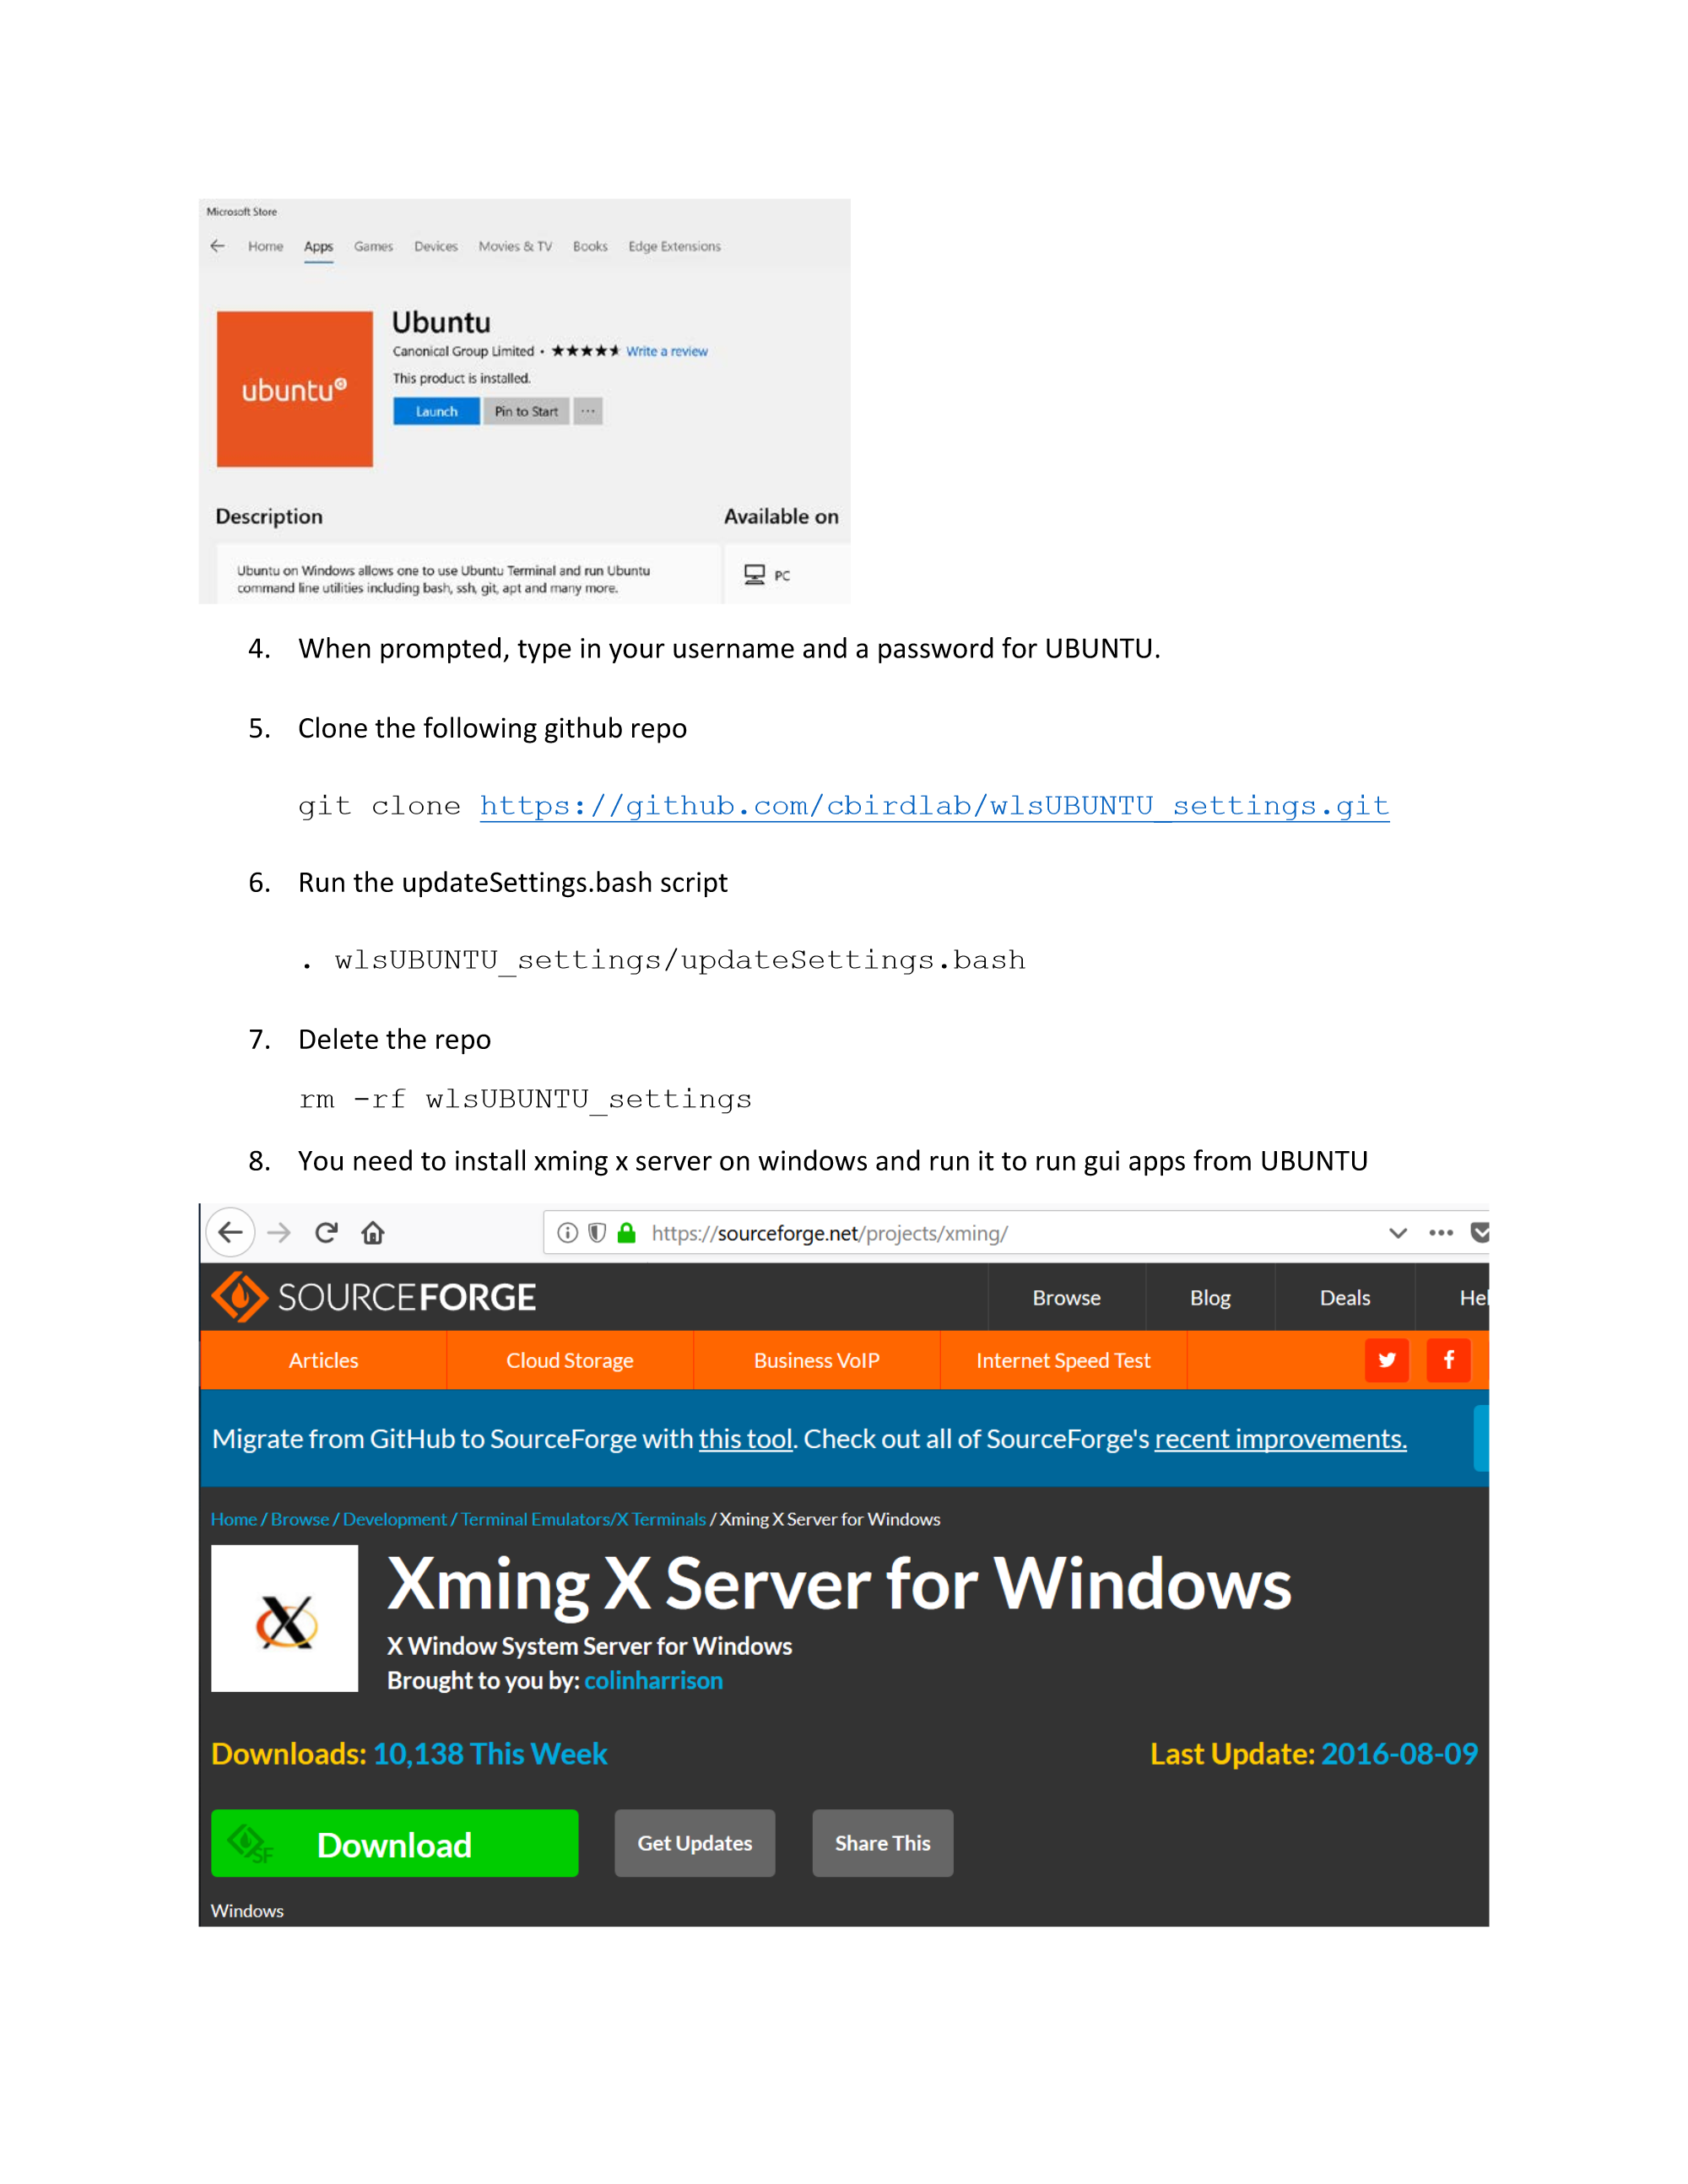 Microsoft Store
Home Apps Games Devices Movies & TV Books Edge Extensions
ubuntu
Ubuntu
Canonical Group Limited • ★★★★★ Write a review
This product is installed.
Launch Pin to Start ...
Description Available on
Ubuntu on Windows allows one to use Ubuntu Terminal and run Ubuntu
command line utilities including bash, ssh, git, apt and many more.
PC
4. When prompted, type in your username and a password for UBUNTU.
5. Clone the following github repo
git clone https://github.com/cbirdlab/wlsUBUNTU_settings.git
6. Run the updateSettings.bash script
. wlsUBUNTU_settings/updateSettings.bash
7. Delete the repo
rm -rf wlsUBUNTU_settings
8. You need to install xming x server on windows and run it to run gui apps from UBUNTU
https://sourceforge.net/projects/xming/
SOURCEFORGE Browse Blog Deals Hel
Articles Cloud Storage Business VoIP Internet Speed Test
Migrate from GitHub to SourceForge with this tool. Check out all of SourceForge's recent improvements.
Home / Browse / Development / Terminal Emulators/X Terminals / Xming X Server for Windows
Xming X Server for Windows
X Window System Server for Windows
Brought to you by: colinharrison
Downloads: 10,138 This Week Last Update: 2016-08-09
SF Download Get Updates Share This
Windows